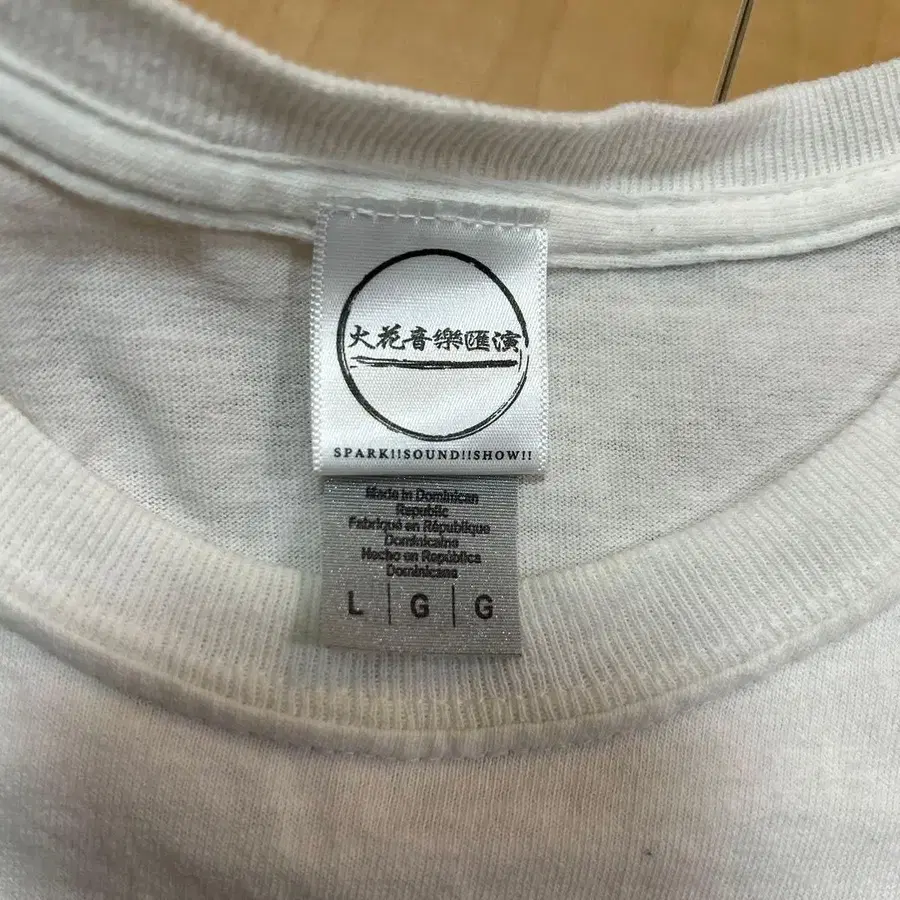 火花音樂匯演
SPARK!!SOUND!!SHOW!!
Made in Dominican
Republic
Fabriqué en République
Dominicaine
Hecho en República
Dominicana
L | G | G